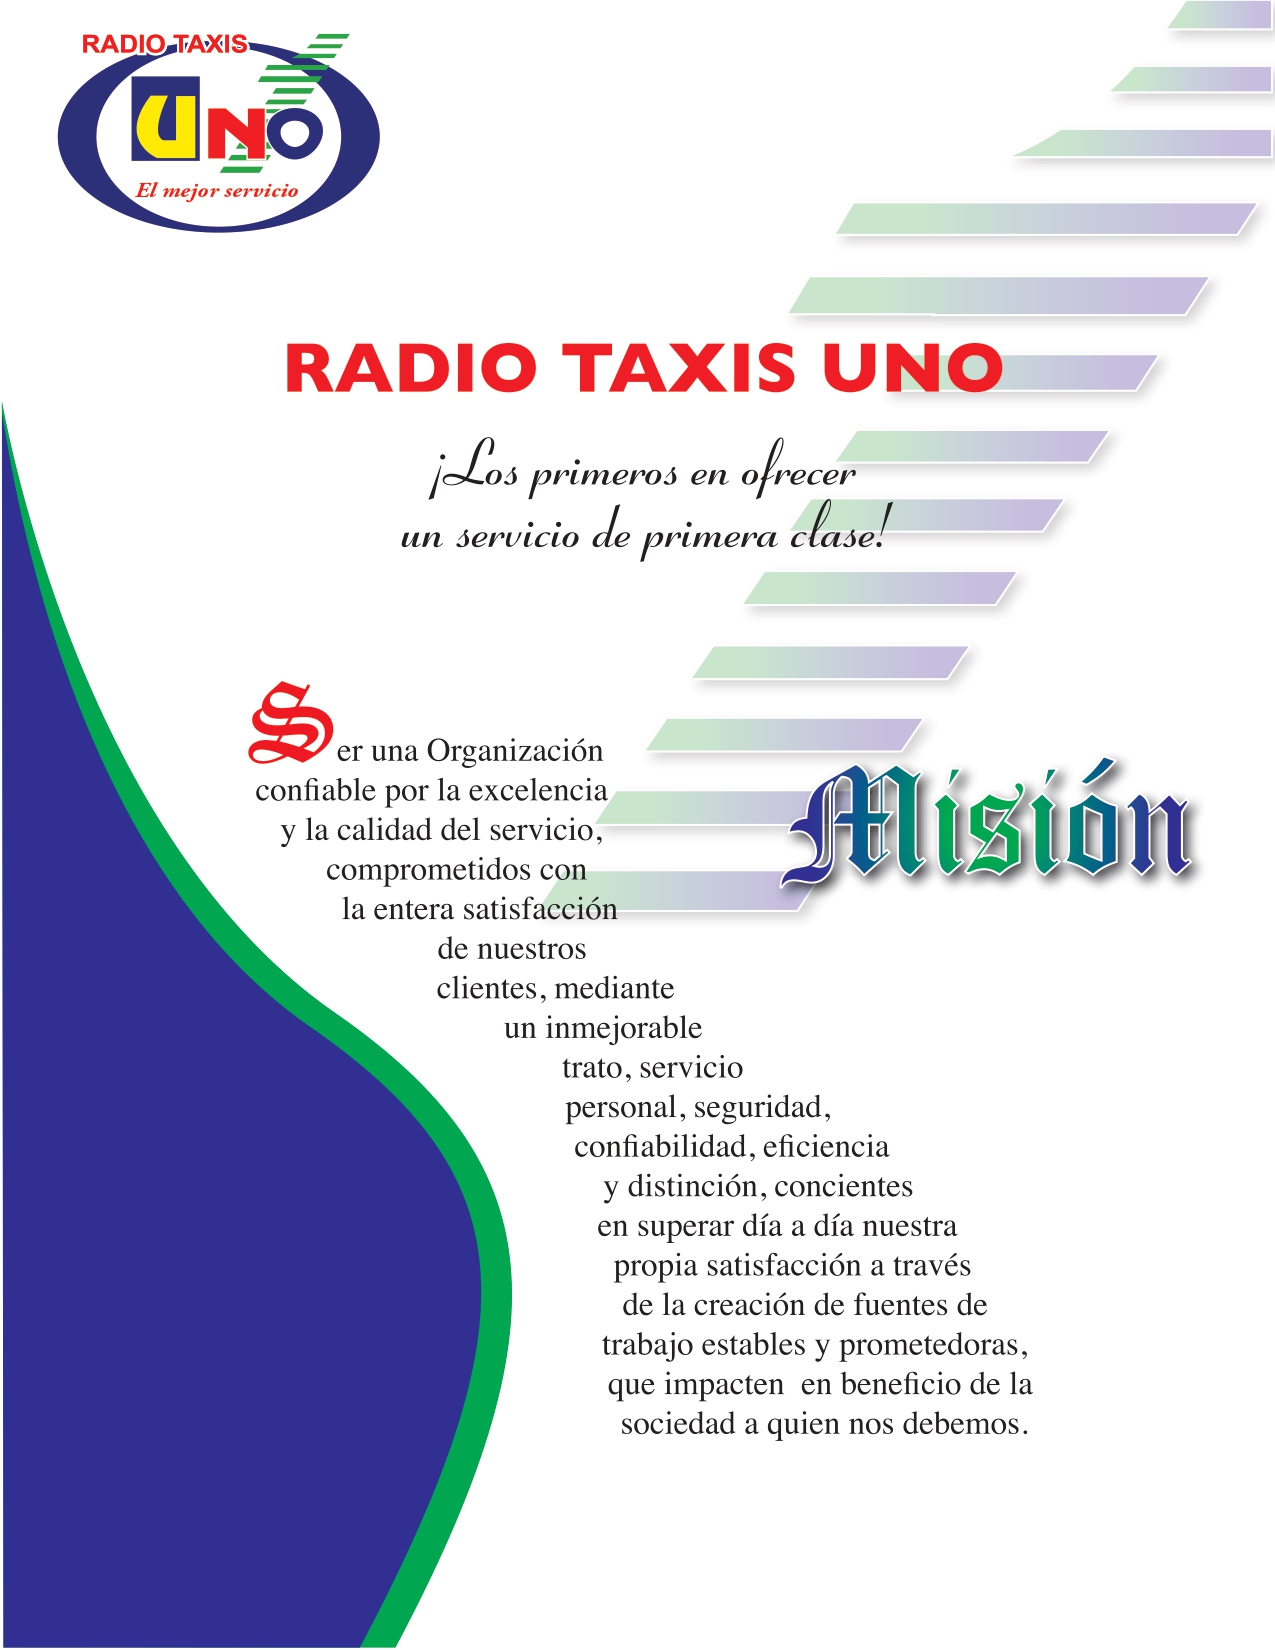 RADIO TAXIS
UNO
El mejor servicio
RADIO TAXIS UNO
¡Los primeros en ofrecer
un servicio de primera clase!
Misión
Ser una Organización
confiable por la excelencia
y la calidad del servicio,
comprometidos con
la entera satisfacción
de nuestros
clientes, mediante
un inmejorable
trato, servicio
personal, seguridad,
confiabilidad, eficiencia
y distinción, concientes
en superar día a día nuestra
propia satisfacción a través
de la creación de fuentes de
trabajo estables y prometedoras,
que impacten en beneficio de la
sociedad a quien nos debemos.